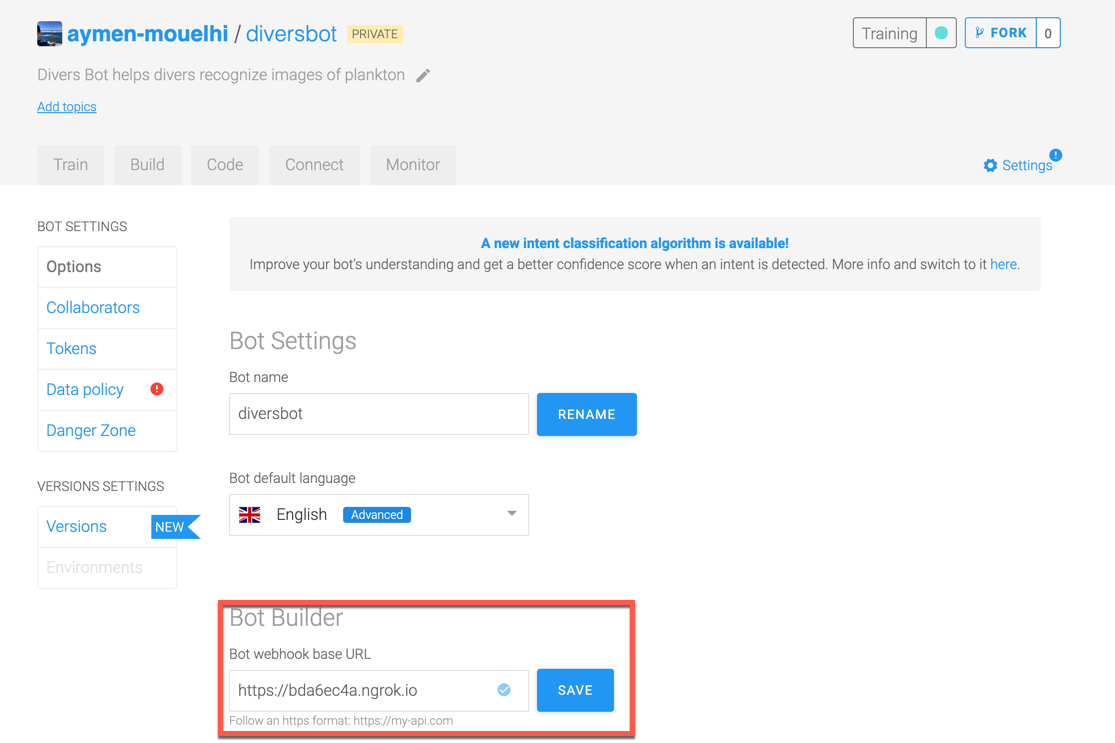 aymen-mouelhi / diversbot PRIVATE
Training
FORK 0
Divers Bot helps divers recognize images of plankton
Add topics
Train Build Code Connect Monitor
Settings
BOT SETTINGS
Options
Collaborators
Tokens
Data policy
Danger Zone
VERSIONS SETTINGS
Versions NEW
Environments
A new intent classification algorithm is available!
Improve your bot's understanding and get a better confidence score when an intent is detected. More info and switch to it here.
Bot Settings
Bot name
diversbot RENAME
Bot default language
English Advanced
Bot Builder
Bot webhook base URL
https://bda6ec4a.ngrok.io SAVE
Follow an https format: https://my-api.com